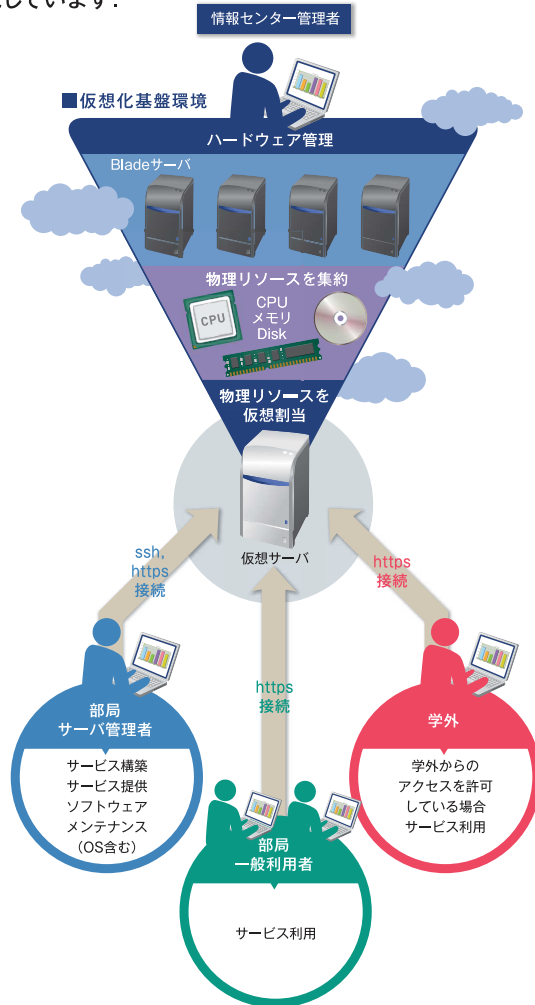 しています．
情報センター管理者
■仮想化基盤環境
ハードウェア管理
Bladeサーバ
物理リソースを集約
CPU
CPU
メモリ
Disk
物理リソースを
仮想割当
仮想サーバ
ssh,
https
接続
https
接続
https
接続
部局
サーバ管理者
サービス構築
サービス提供
ソフトウェア
メンテナンス
（OS含む）
学外
学外からの
アクセスを許可
している場合
サービス利用
部局
一般利用者
サービス利用